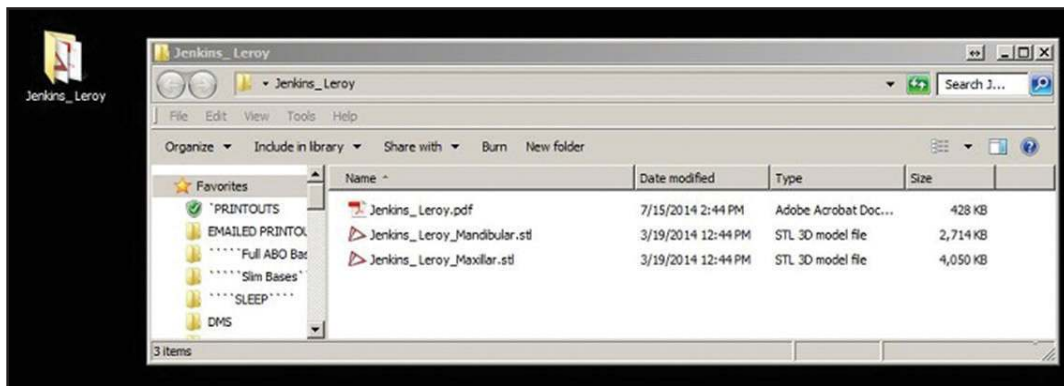 Jenkins_Leroy
Jenkins_Leroy
Jenkins_Leroy
Search J...
File Edit View Tools Help
Organize Include in library Share with Burn New folder
Favorites
`PRINTOUTS
EMAILED PRINTOU
`````Full ABO Bas
`````Slim Bases``
````SLEEP````
DMS
Name Date modified Type Size
Jenkins_Leroy.pdf 7/15/2014 2:44 PM Adobe Acrobat Doc... 428 KB
Jenkins_Leroy_Mandibular.stl 3/19/2014 12:44 PM STL 3D model file 2,714 KB
Jenkins_Leroy_Maxillar.stl 3/19/2014 12:44 PM STL 3D model file 4,050 KB
3 items